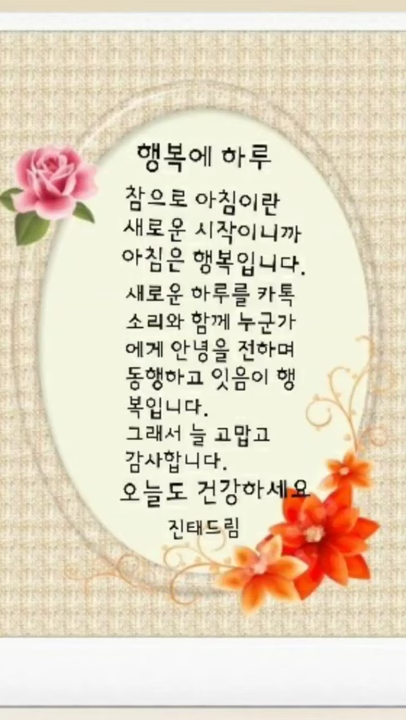 행복에 하루
참으로 아침이란
새로운 시작이니까
아침은 행복입니다.
새로운 하루를 카톡
소리와 함께 누군가
에게 안녕을 전하며
동행하고 잇음이 행
복입니다.
그래서 늘 고맙고
감사합니다.
오늘도 건강하세요
진태드림